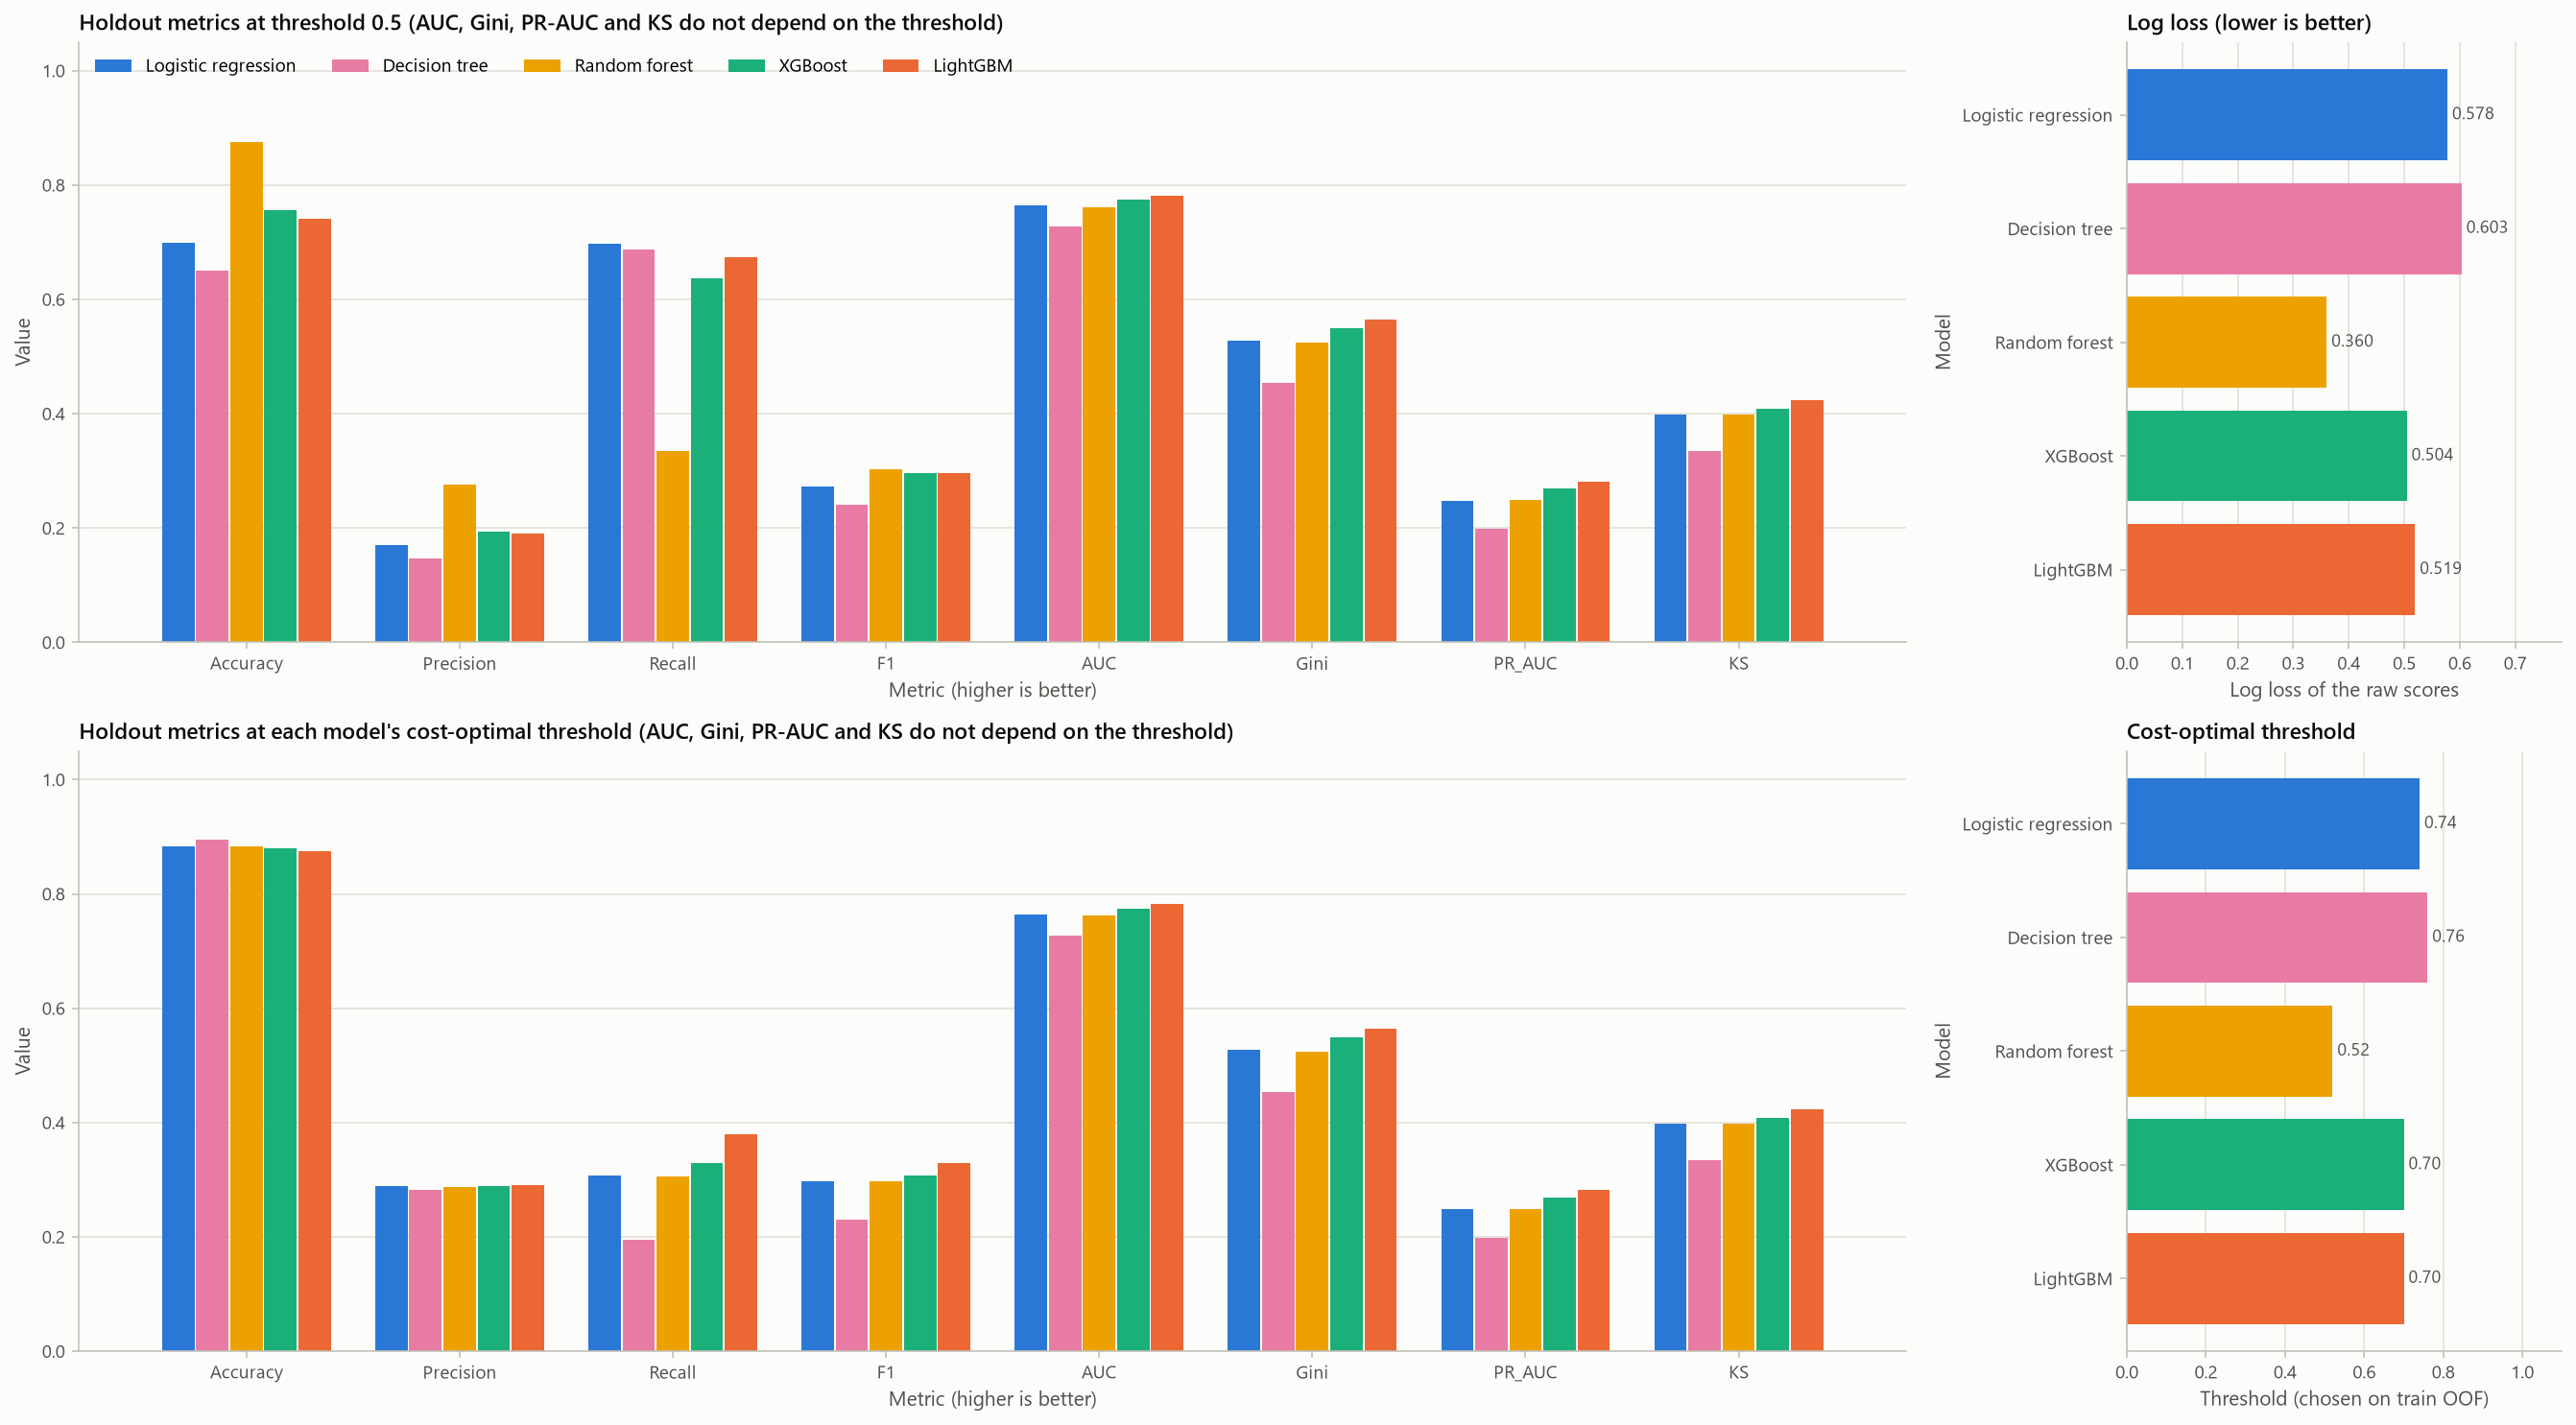 Holdout metrics at threshold 0.5 (AUC, Gini, PR-AUC and KS do not depend on the threshold)
Logistic regression
Decision tree
Random forest
XGBoost
LightGBM
1.0
0.8
0.6
0.4
0.2
0.0
Value
Accuracy
Precision
Recall
F1
AUC
Gini
PR_AUC
KS
Metric (higher is better)
Log loss (lower is better)
Model
Logistic regression
0.578
Decision tree
0.603
Random forest
0.360
XGBoost
0.504
LightGBM
0.519
0.0
0.1
0.2
0.3
0.4
0.5
0.6
0.7
Log loss of the raw scores
Holdout metrics at each model's cost-optimal threshold (AUC, Gini, PR-AUC and KS do not depend on the threshold)
1.0
0.8
0.6
0.4
0.2
0.0
Value
Accuracy
Precision
Recall
F1
AUC
Gini
PR_AUC
KS
Metric (higher is better)
Cost-optimal threshold
Model
Logistic regression
0.74
Decision tree
0.76
Random forest
0.52
XGBoost
0.70
LightGBM
0.70
0.0
0.2
0.4
0.6
0.8
1.0
Threshold (chosen on train OOF)